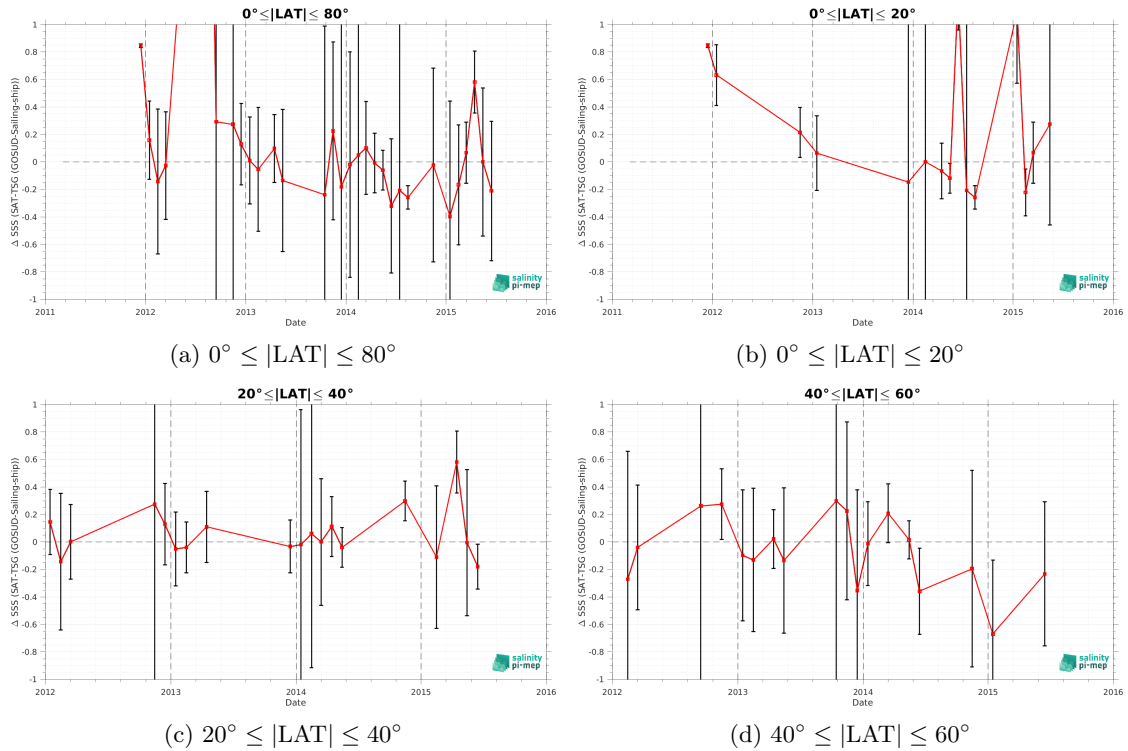 0°≤|LAT|≤ 80°
Δ SSS (SAT-TSG (GOSUD-Sailing-ship))
1
0.8
0.6
0.4
0.2
0
-0.2
-0.4
-0.6
-0.8
-1
2011 2012 2013 2014 2015 2016
Date
salinity
pi-mep
(a) 0° ≤ |LAT| ≤ 80°
0°≤|LAT|≤ 20°
Δ SSS (SAT-TSG (GOSUD-Sailing-ship))
1
0.8
0.6
0.4
0.2
0
-0.2
-0.4
-0.6
-0.8
-1
2011 2012 2013 2014 2015 2016
Date
salinity
pi-mep
(b) 0° ≤ |LAT| ≤ 20°
20°≤|LAT|≤ 40°
Δ SSS (SAT-TSG (GOSUD-Sailing-ship))
1
0.8
0.6
0.4
0.2
0
-0.2
-0.4
-0.6
-0.8
-1
2012 2013 2014 2015 2016
Date
salinity
pi-mep
(c) 20° ≤ |LAT| ≤ 40°
40°≤|LAT|≤ 60°
Δ SSS (SAT-TSG (GOSUD-Sailing-ship))
1
0.8
0.6
0.4
0.2
0
-0.2
-0.4
-0.6
-0.8
-1
2012 2013 2014 2015 2016
Date
salinity
pi-mep
(d) 40° ≤ |LAT| ≤ 60°